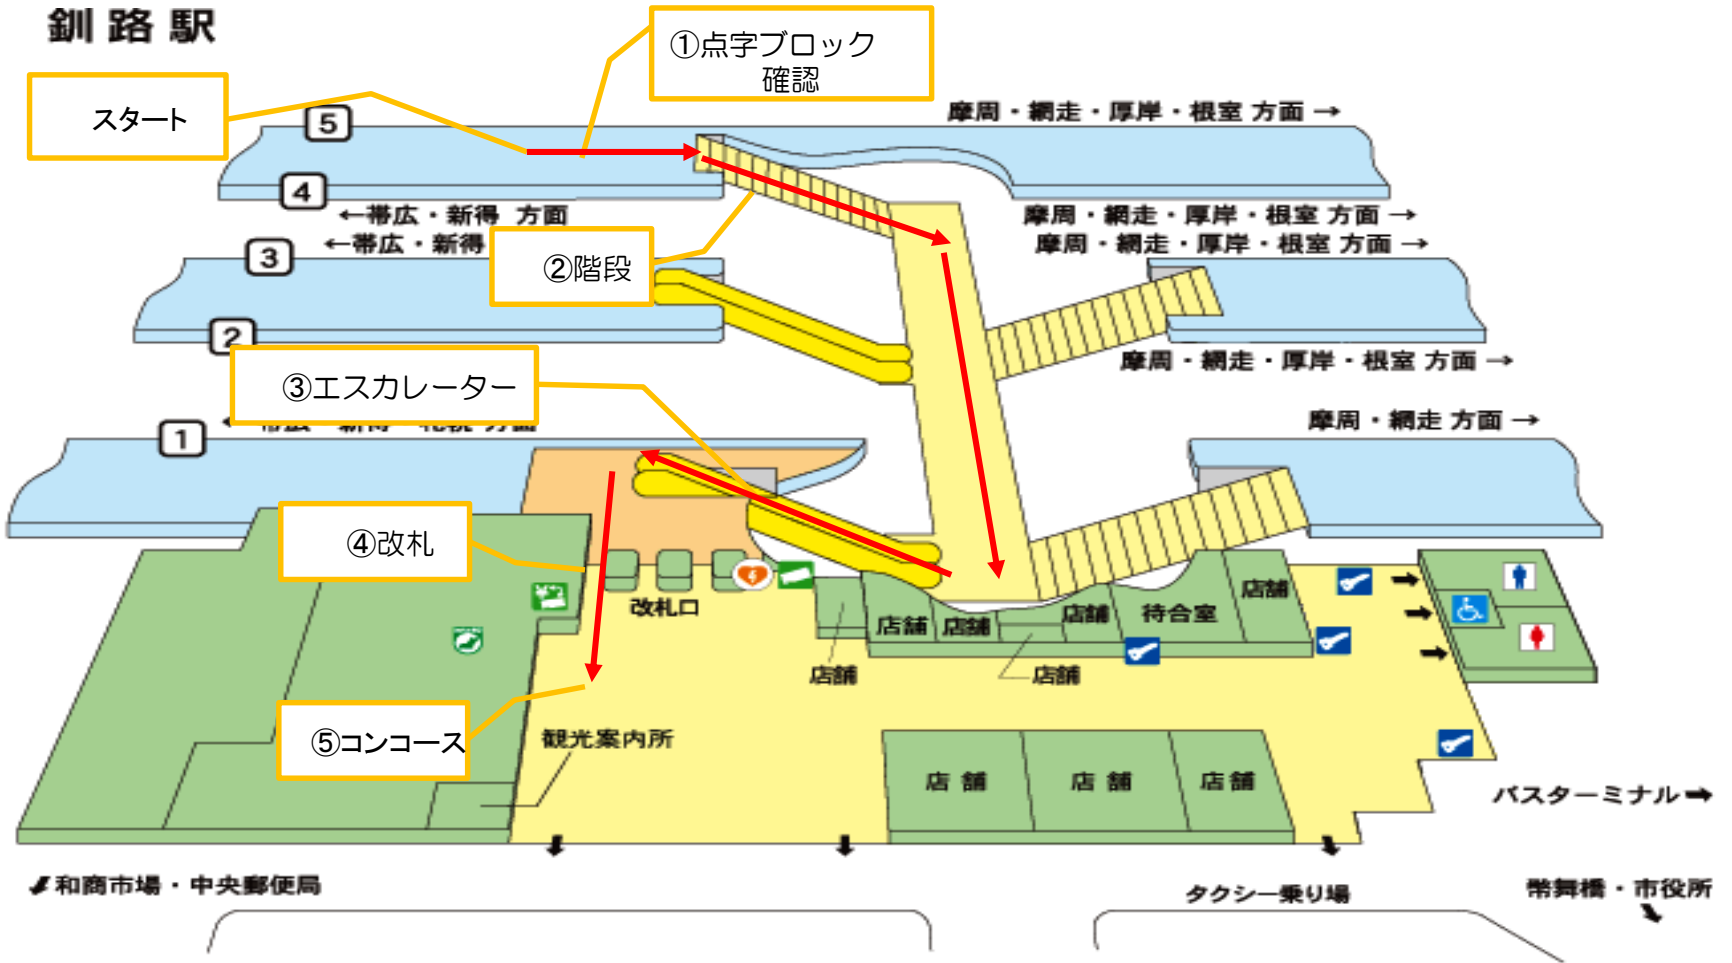 釧路駅
①点字ブロック
確認
スタート
5
摩周・網走・厚岸・根室 方面→
4
←帯広・新得 方面
摩周・網走・厚岸・根室 方面→
←帯広・新得
摩周・網走・厚岸・根室 方面→
3
②階段
2
摩周・網走・厚岸・根室 方面→
③エスカレーター
摩周・網走 方面→
1
④改札
改札口
店舗
店舗
店舗
店舗
待合室
店舗
店舗
⑤コンコース
観光案内所
店舗
店舗
店舗
バスターミナル➡
和商市場・中央郵便局
タクシー乗り場
幣舞橋・市役所